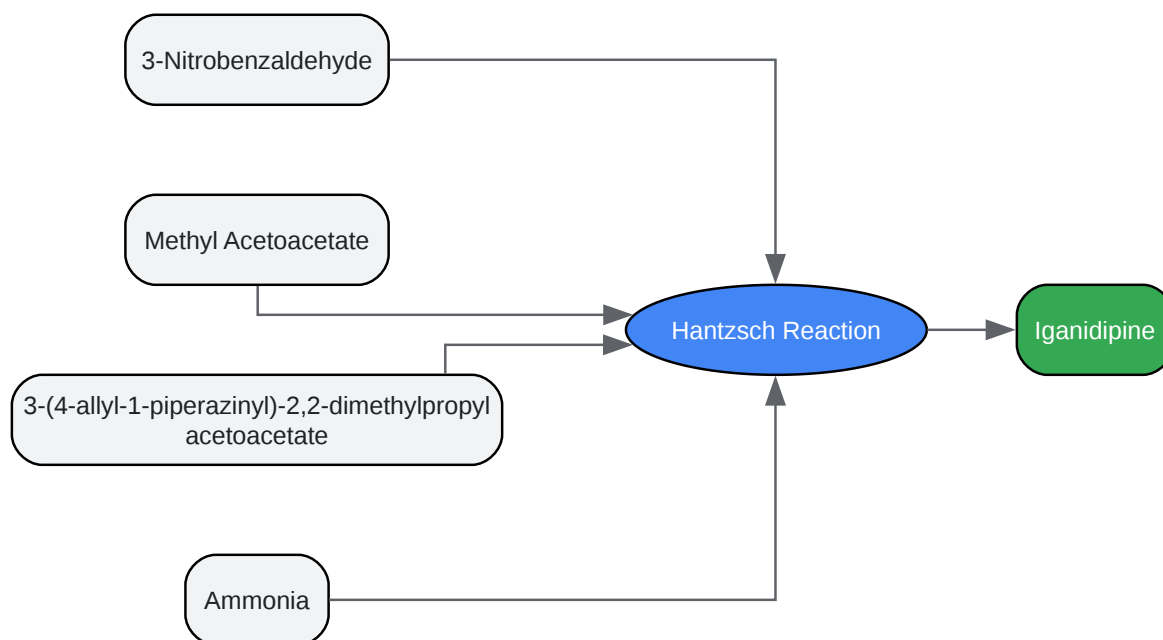 3-Nitrobenzaldehyde
Methyl Acetoacetate
Hantzsch Reaction
Iganidipine
3-(4-allyl-1-piperazinyl)-2,2-dimethylpropyl
acetoacetate
Ammonia